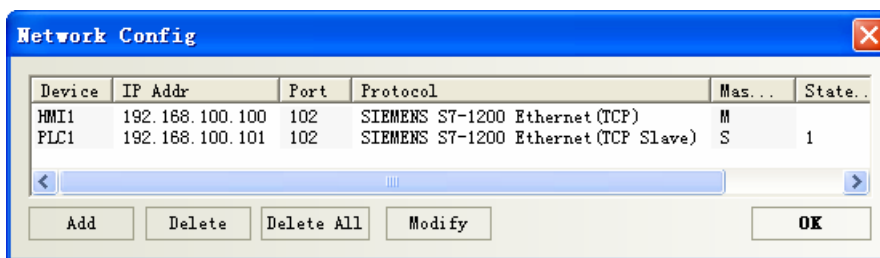 Network Config
Device IP Addr Port Protocol Mas... State..
HMI1 192.168.100.100 102 SIEMENS S7-1200 Ethernet(TCP) M
PLC1 192.168.100.101 102 SIEMENS S7-1200 Ethernet(TCP Slave) S 1
Add Delete Delete All Modify OK